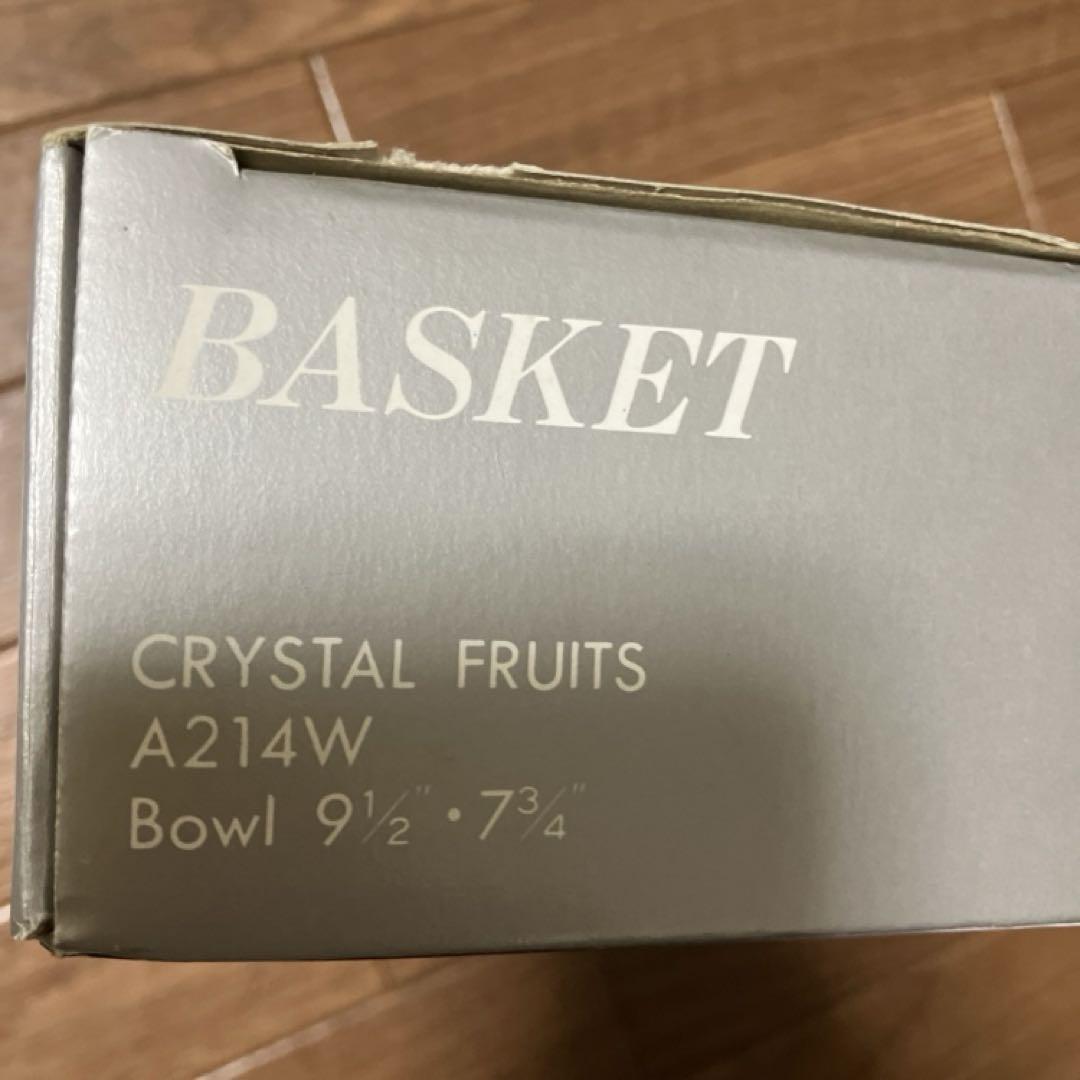 BASKET
CRYSTAL FRUITS
A214W
Bowl 9½" · 7¾"